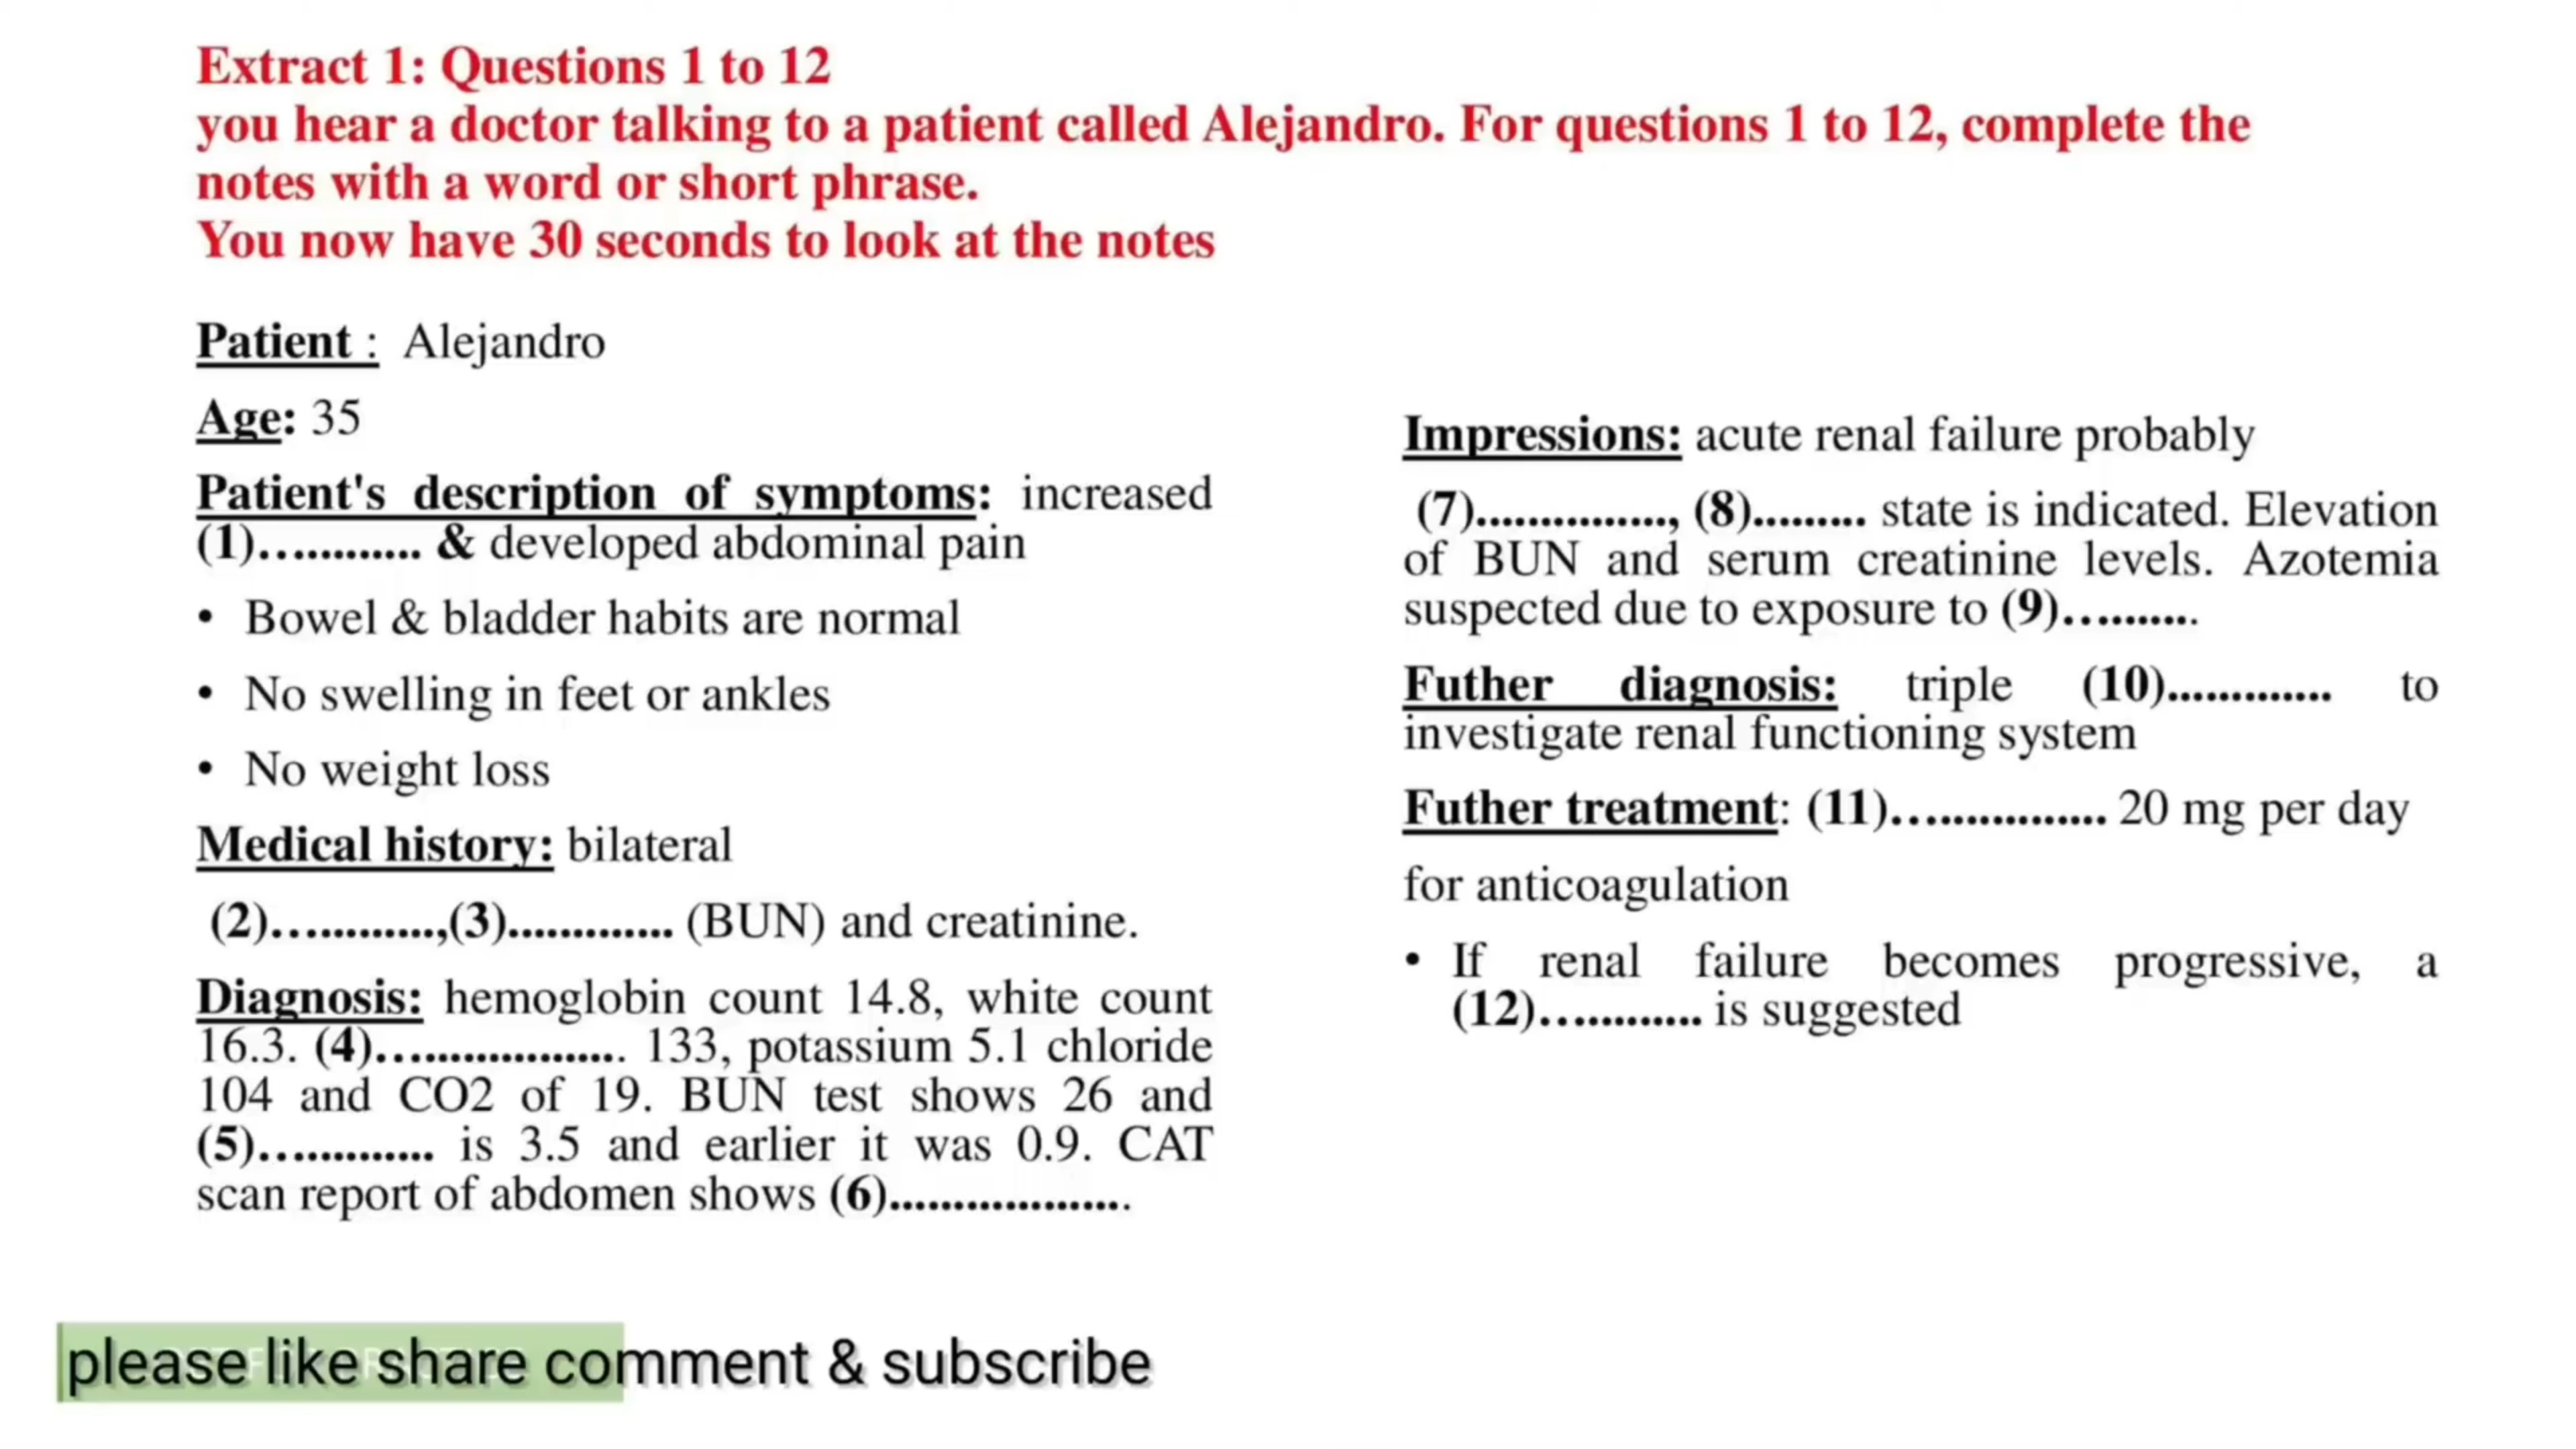 Extract 1: Questions 1 to 12
you hear a doctor talking to a patient called Alejandro. For questions 1 to 12, complete the
notes with a word or short phrase.
You now have 30 seconds to look at the notes
Patient : Alejandro
Age: 35
Patient's description of symptoms: increased
(1)…......... & developed abdominal pain
• Bowel & bladder habits are normal
• No swelling in feet or ankles
• No weight loss
Medical history: bilateral
(2)…..........,(3)............. (BUN) and creatinine.
Diagnosis: hemoglobin count 14.8, white count
16.3. (4)…................ 133, potassium 5.1 chloride
104 and CO2 of 19. BUN test shows 26 and
(5)…........... is 3.5 and earlier it was 0.9. CAT
scan report of abdomen shows (6)...................
Impressions: acute renal failure probably
(7)..............., (8)......... state is indicated. Elevation
of BUN and serum creatinine levels. Azotemia
suspected due to exposure to (9)…........
Futher diagnosis: triple (10)............. to
investigate renal functioning system
Futher treatment: (11)…............. 20 mg per day
for anticoagulation
• If renal failure becomes progressive, a
(12)….......... is suggested
please like share comment & subscribe